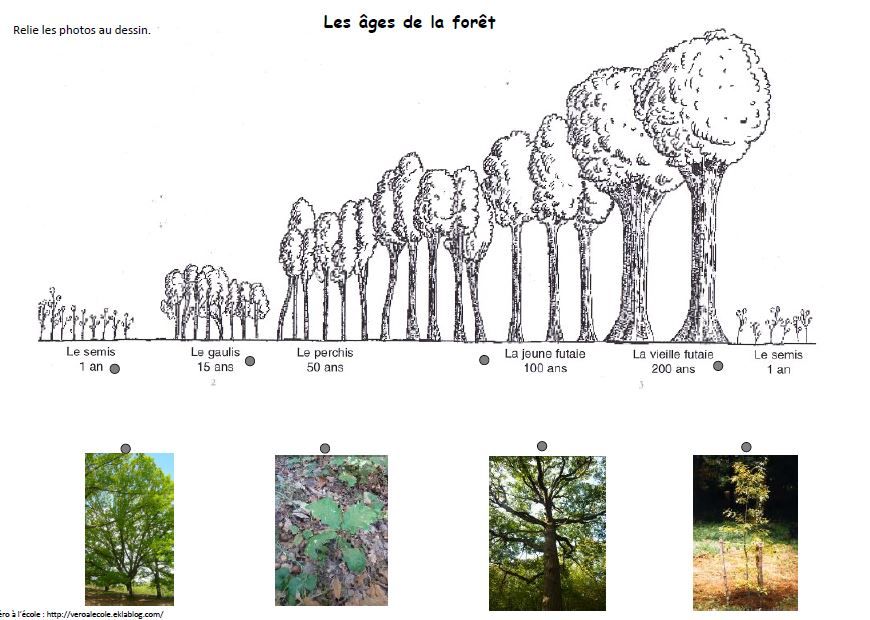 Les âges de la forêt
Relie les photos au dessin.
Le semis
1 an
Le gaulis
15 ans
Le perchis
50 ans
La jeune futaie
100 ans
La vieille futaie
200 ans
Le semis
1 an
2
3
éro à l'école : http://veroalecole.eklablog.com/